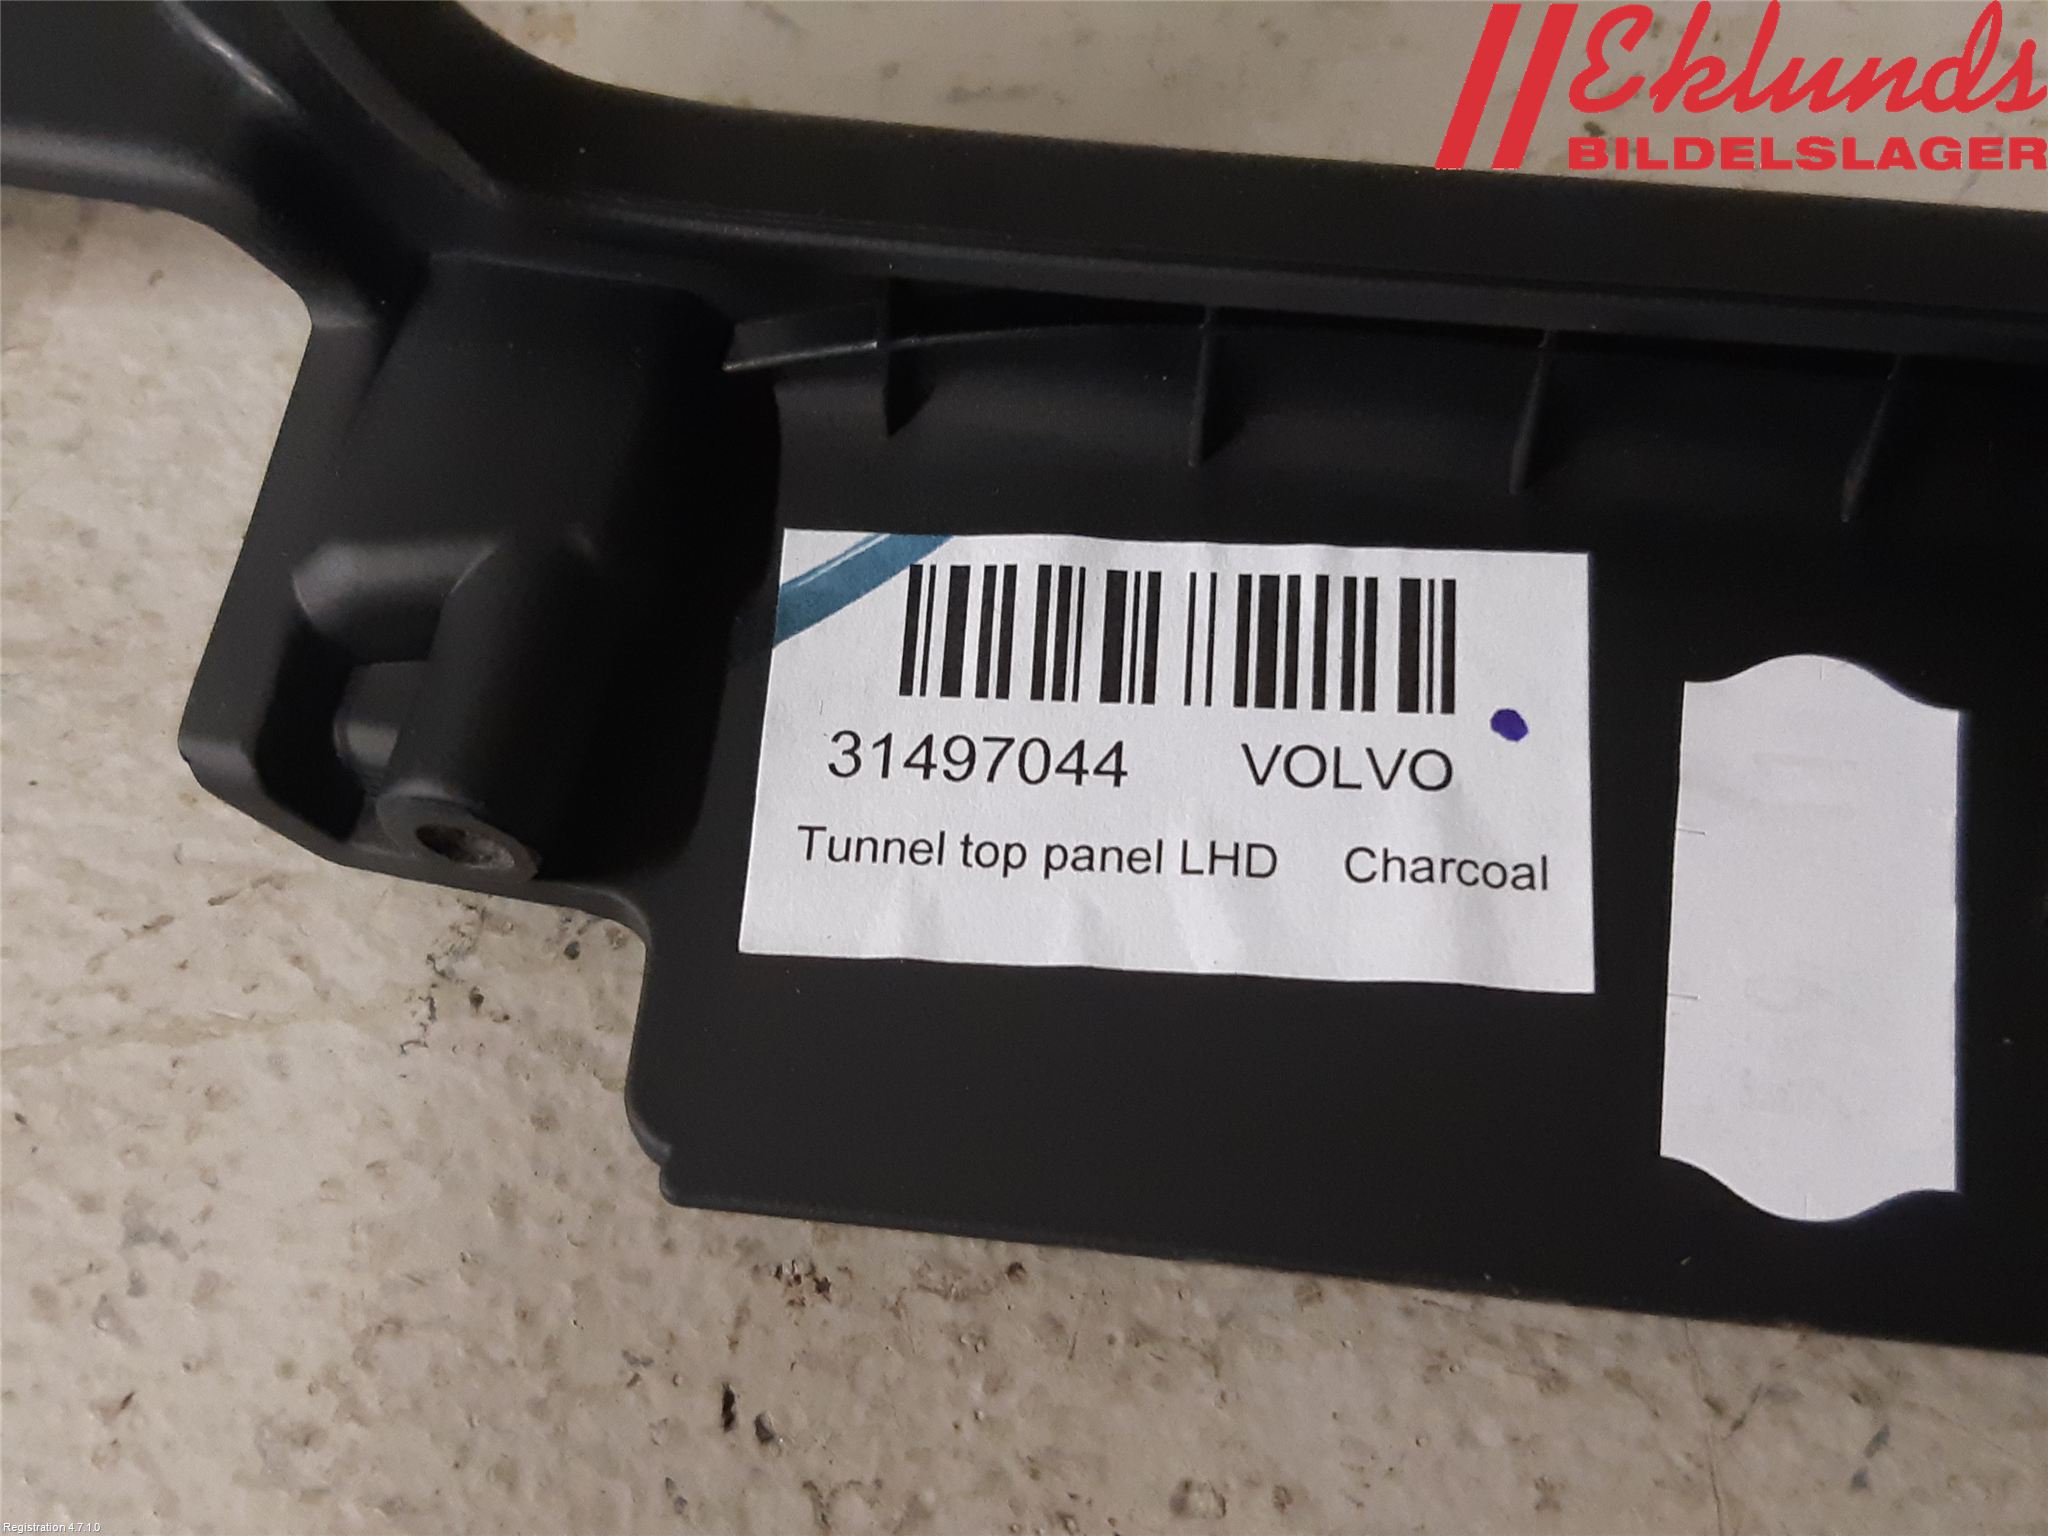 Eklunds
BILDELSLAGER
31497044 VOLVO
Tunnel top panel LHD Charcoal
Registration 4.7.1.0